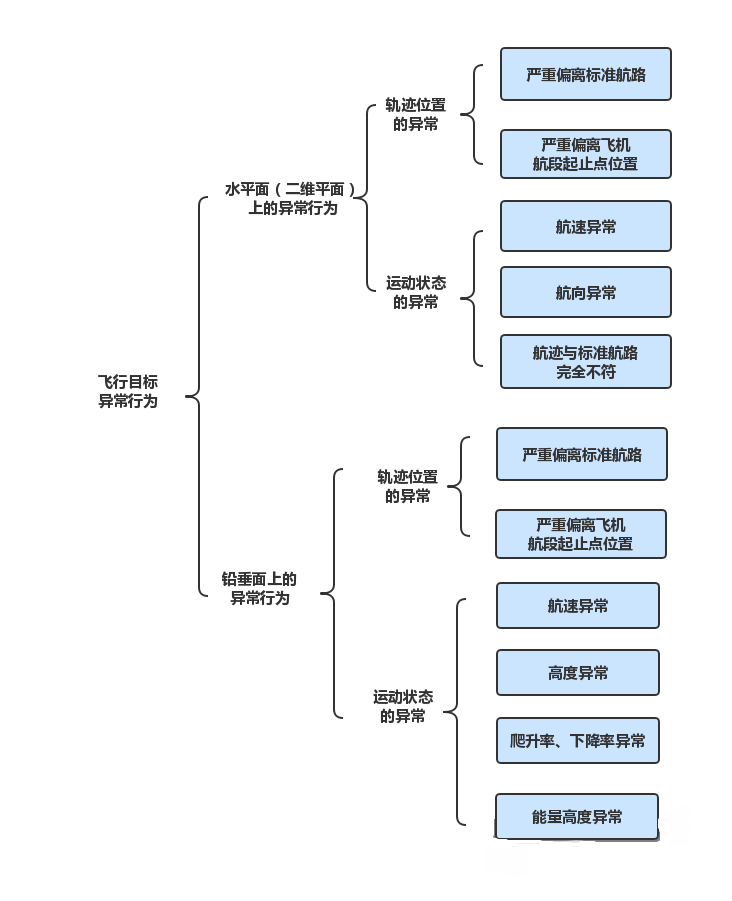 飞行目标
异常行为
水平面（二维平面）
上的异常行为
轨迹位置
的异常
严重偏离标准航路
严重偏离飞机
航段起止点位置
运动状态
的异常
航速异常
航向异常
航迹与标准航路
完全不符
铅垂面上的
异常行为
轨迹位置
的异常
严重偏离标准航路
严重偏离飞机
航段起止点位置
运动状态
的异常
航速异常
高度异常
爬升率、下降率异常
能量高度异常